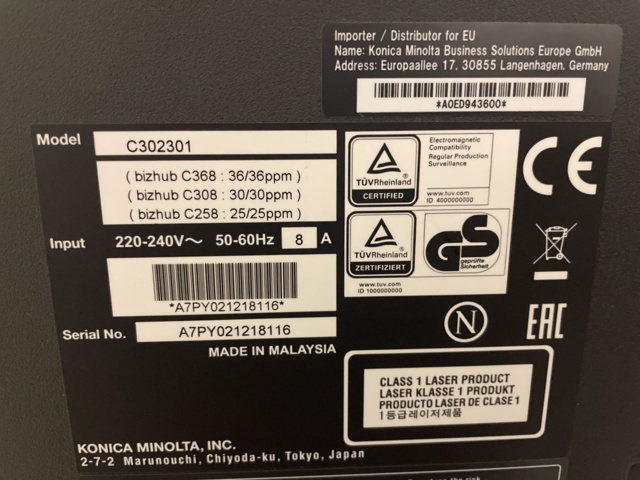 Importer / Distributor for EU
Name: Konica Minolta Business Solutions Europe GmbH
Address: Europaallee 17, 30855 Langenhagen, Germany
*A0ED943600*
Model C302301
( bizhub C368 : 36/36ppm )
( bizhub C308 : 30/30ppm )
( bizhub C258 : 25/25ppm )
Input 220-240V～ 50-60Hz 8 A
*A7PY021218116*
Serial No. A7PY021218116
MADE IN MALAYSIA
KONICA MINOLTA, INC.
2-7-2 Marunouchi, Chiyoda-ku, Tokyo, Japan
TÜVRheinland
CERTIFIED
Electromagnetic
Compatibility
Regular Production
Surveillance
www.tuv.com
ID 4000000000
TÜVRheinland
ZERTIFIZIERT
GS
geprüfte
Sicherheit
www.tuv.com
ID 1000000000
CE
N
EAC
CLASS 1 LASER PRODUCT
LASER KLASSE 1 PRODUKT
PRODUCTO LASER DE CLASE 1
1등급레이저제품